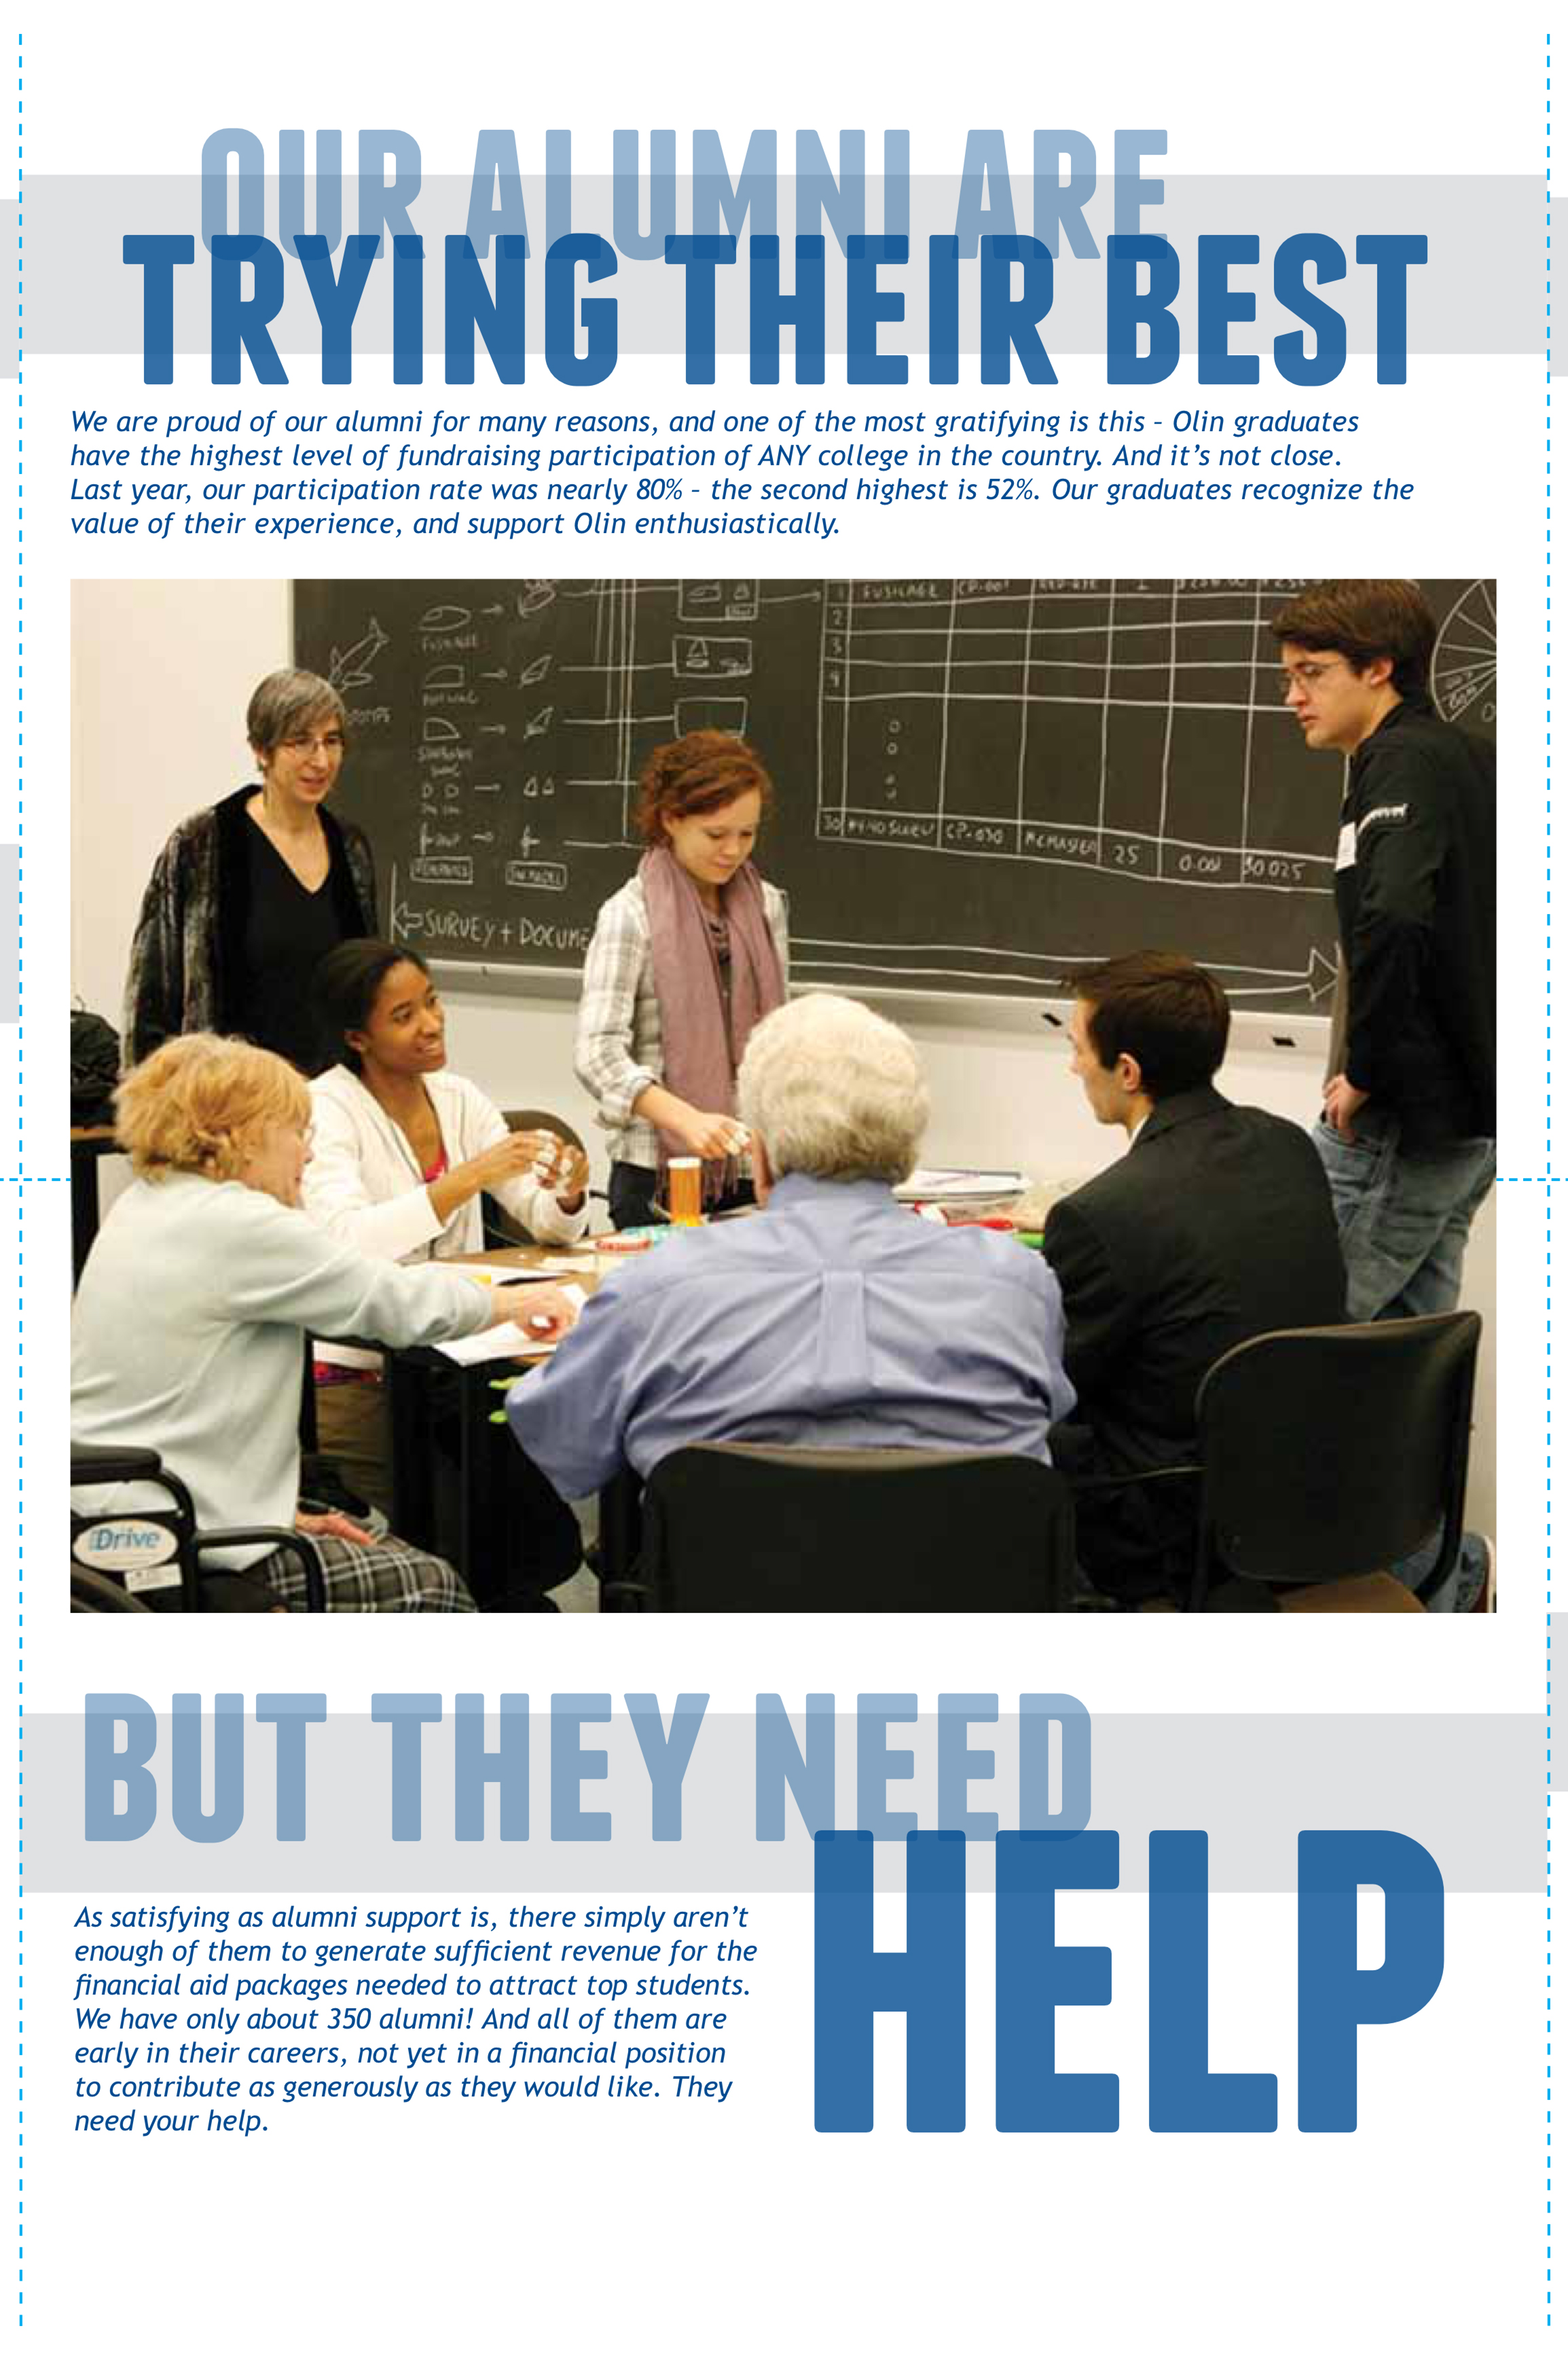 OUR ALUMNI ARE
TRYING THEIR BEST
We are proud of our alumni for many reasons, and one of the most gratifying is this – Olin graduates
have the highest level of fundraising participation of ANY college in the country. And it’s not close.
Last year, our participation rate was nearly 80% – the second highest is 52%. Our graduates recognize the
value of their experience, and support Olin enthusiastically.
1 FUSILAGE
2
3
4
30 CP-030 MCMASTER 25
SURVEY + DOCUME
Drive
BUT THEY NEED
HELP
As satisfying as alumni support is, there simply aren’t
enough of them to generate sufficient revenue for the
financial aid packages needed to attract top students.
We have only about 350 alumni! And all of them are
early in their careers, not yet in a financial position
to contribute as generously as they would like. They
need your help.